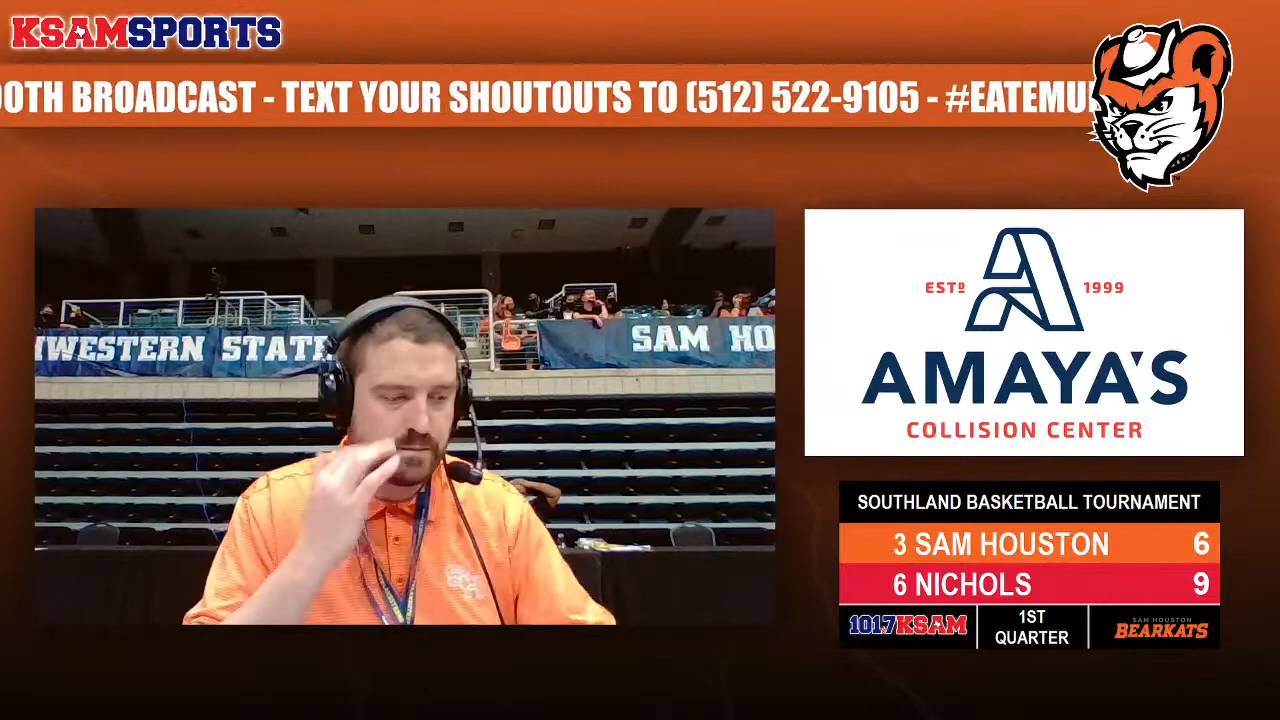 KSAMSPORTS
OOTH BROADCAST - TEXT YOUR SHOUTOUTS TO (512) 522-9105 - #EATEMU
HWESTERN STAT
SAM HO
ESTD 1999
AMAYA'S
COLLISION CENTER
SOUTHLAND BASKETBALL TOURNAMENT
3 SAM HOUSTON 6
6 NICHOLS 9
101.7 KSAM
1ST
QUARTER
SAM HOUSTON
BEARKATS